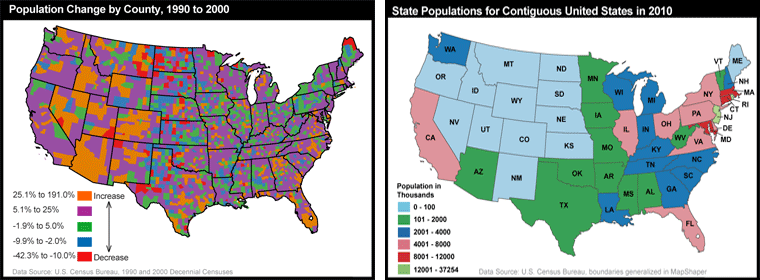 Population Change by County, 1990 to 2000
25.1% to 191.0%
Increase
5.1% to 25%
-1.9% to 5.0%
-9.9% to -2.0%
-42.3% to -10.0%
Decrease
Data Source: U.S. Census Bureau, 1990 and 2000 Decennial Censuses
State Populations for Contiguous United States in 2010
WA
MT
ND
MN
VT
ME
OR
ID
SD
WI
MI
NY
NH
MA
WY
IA
RI
CT
NE
PA
NJ
NV
UT
IL
IN
OH
DE
CA
CO
KS
MO
WV
VA
MD
KY
AZ
NM
OK
AR
TN
NC
SC
TX
LA
MS
AL
GA
FL
Population in
Thousands
0 - 100
101 - 2000
2001 - 4000
4001 - 8000
8001 - 12000
12001 - 37254
Data Source: U.S. Census Bureau, boundaries generalized in MapShaper